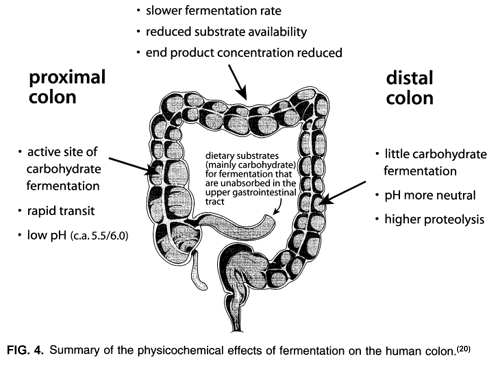 • slower fermentation rate
• reduced substrate availability
• end product concentration reduced
proximal
colon
distal
colon
• active site of
carbohydrate
fermentation
• rapid transit
• low pH (c.a. 5.5/6.0)
dietary substrates
(mainly carbohydrate)
for fermentation that
are unabsorbed in the
upper gastrointestinal
tract
• little carbohydrate
fermentation
• pH more neutral
• higher proteolysis
FIG. 4. Summary of the physicochemical effects of fermentation on the human colon.(20)